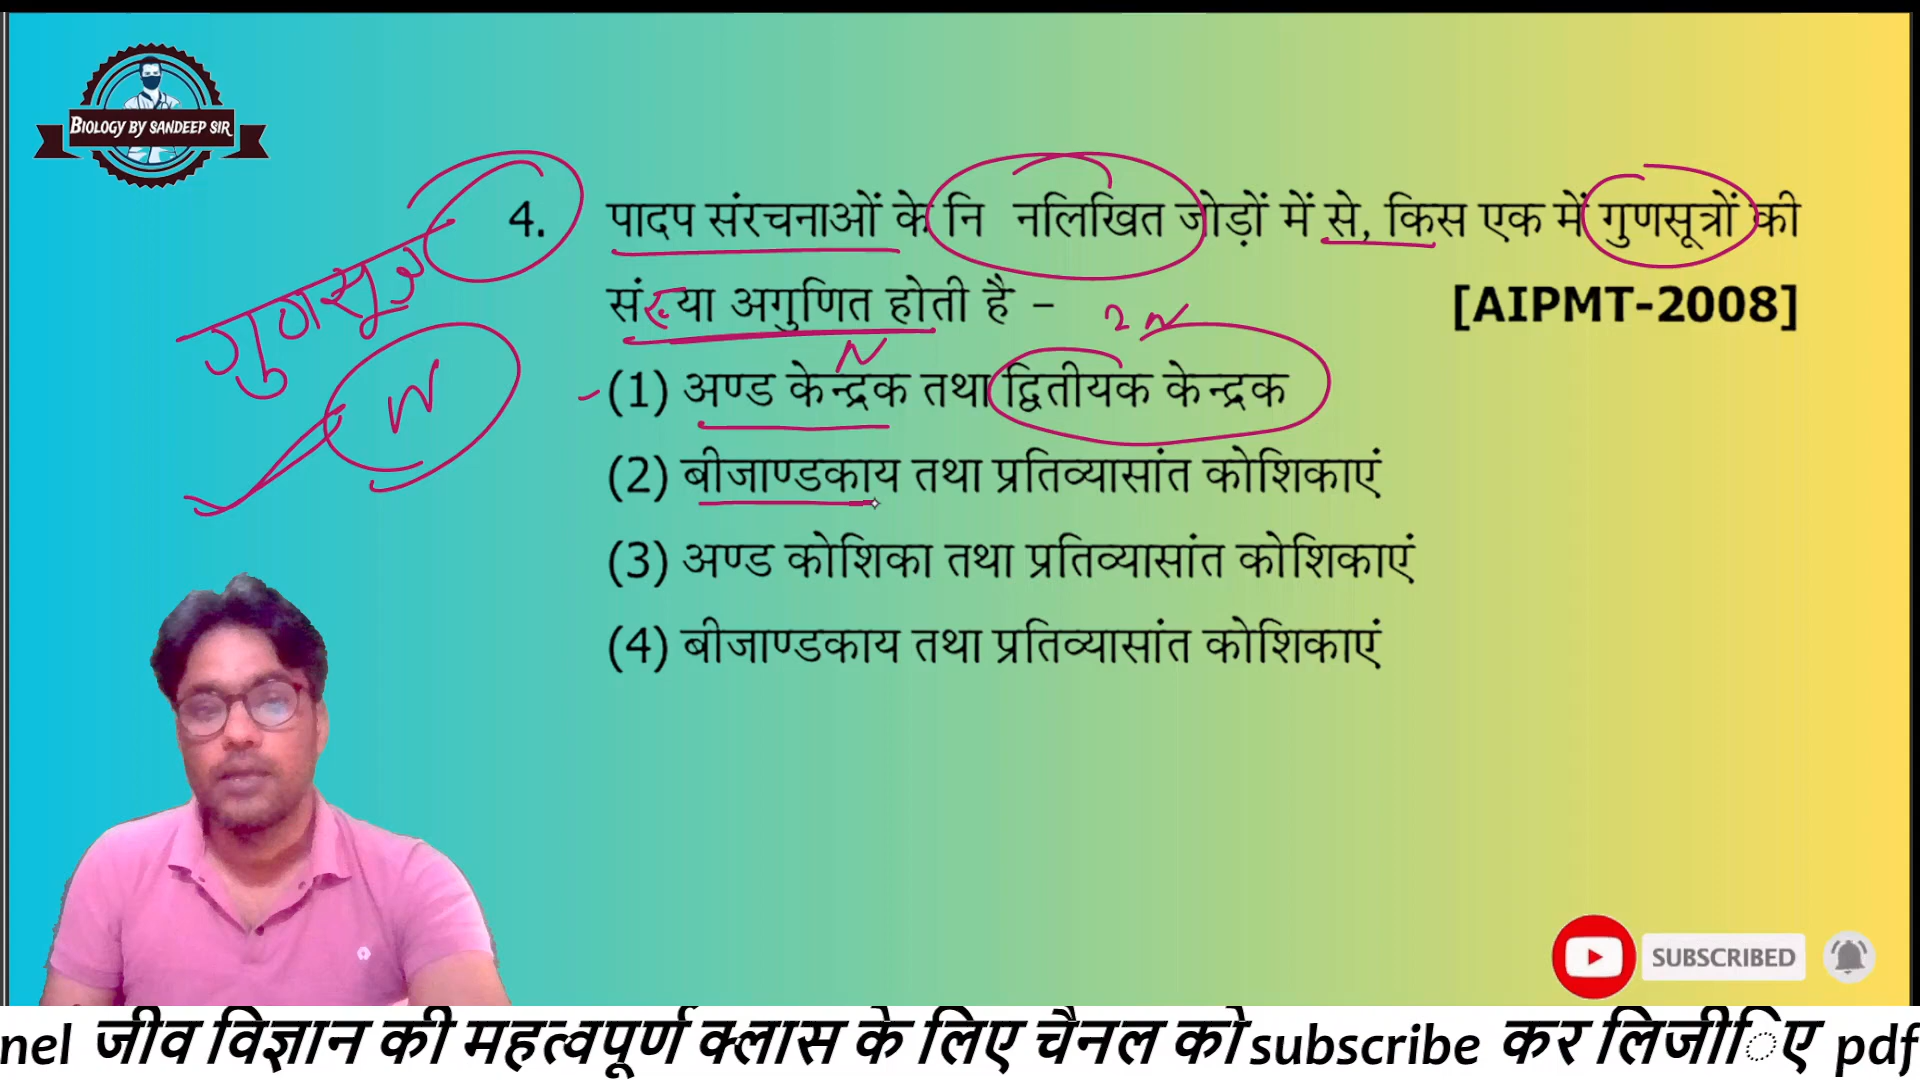 BIOLOGY BY SANDEEP SIR
4. पादप संरचनाओं के नि नलिखित जोड़ों में से, किस एक में गुणसूत्रों की
संख्या अगुणित होती है –
[AIPMT-2008]
गुणसूत्र
N
2n
N
(1) अण्ड केन्द्रक तथा द्वितीयक केन्द्रक
(2) बीजाण्डकाय तथा प्रतिव्यासांत कोशिकाएं
(3) अण्ड कोशिका तथा प्रतिव्यासांत कोशिकाएं
(4) बीजाण्डकाय तथा प्रतिव्यासांत कोशिकाएं
SUBSCRIBED
nel जीव विज्ञान की महत्वपूर्ण क्लास के लिए चैनल को subscribe कर लिजीिए pdf